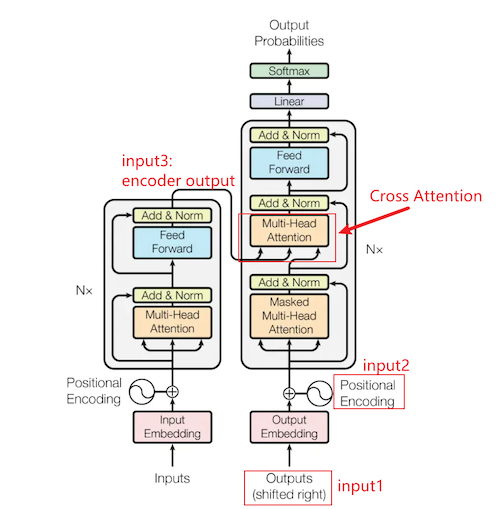 Output
Probabilities
Softmax
Linear
Add & Norm
Feed
Forward
input3:
encoder output
Add & Norm
Multi-Head
Attention
Cross Attention
Add & Norm
Feed
Forward
N×
N×
Add & Norm
Masked
Multi-Head
Attention
Add & Norm
Multi-Head
Attention
input2
Positional
Encoding
Positional
Encoding
Input
Embedding
Output
Embedding
Inputs
Outputs
(shifted right)
input1